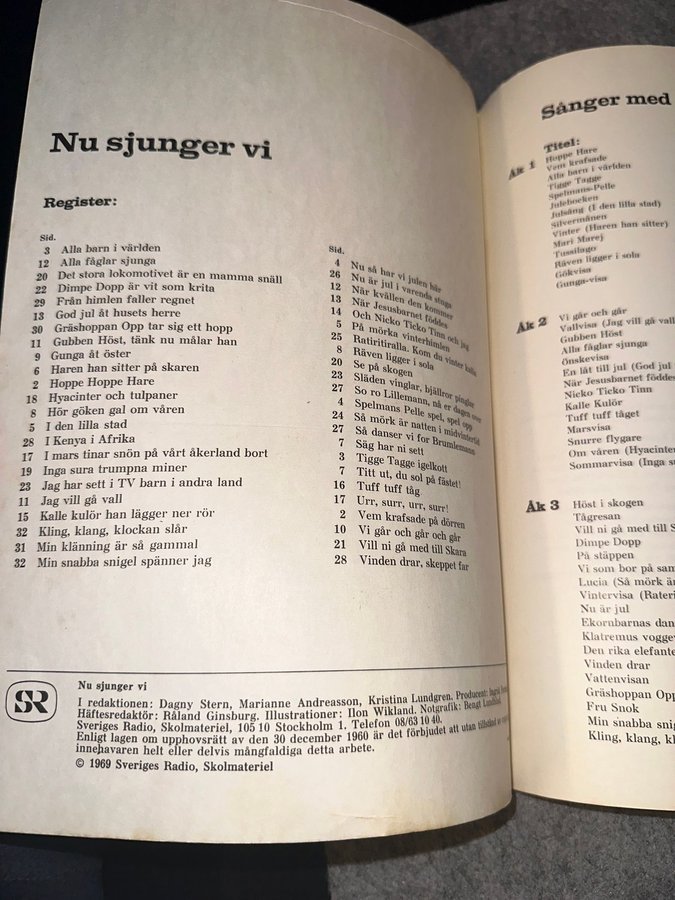 Nu sjunger vi
Register:
Sid.
3 Alla barn i världen
12 Alla fåglar sjunga
20 Det stora lokomotivet är en mamma snäll
22 Dimpe Dopp är vit som krita
29 Från himlen faller regnet
13 God jul åt husets herre
30 Gräshoppan Opp tar sig ett hopp
11 Gubben Höst, tänk nu målar han
9 Gunga åt öster
6 Haren han sitter på skaren
2 Hoppe Hoppe Hare
18 Hyacinter och tulpaner
8 Hör göken gal om våren
5 I den lilla stad
28 I Kenya i Afrika
17 I mars tinar snön på vårt åkerland bort
19 Inga sura trumpna miner
23 Jag har sett i TV barn i andra land
11 Jag vill gå vall
15 Kalle kulör han lägger ner rör
32 Kling, klang, klockan slår
31 Min klänning är så gammal
32 Min snabba snigel spänner jag
Sid.
4 Nu så har vi julen här
26 Nu är jul i varenda stuga
12 När kvällen den kommer
13 När Jesusbarnet föddes
14 Och Nicko Ticko Tinn och jag
5 På mörka vinterhimlen
25 Ratiritiralla. Kom du vinter kalla
8 Räven ligger i sola
20 Se på skogen
23 Släden vinglar, bjällror pinglar
27 So ro Lillemann, nå er dagen over
4 Spelmans Pelle spel, spel opp
24 Så mörk är natten i midvintertid
27 Så danser vi for Brumlemann
7 Säg har ni sett
3 Tigge Tagge igelkott
7 Titt ut, du sol på fästet!
16 Tuff tuff tåg
17 Urr, surr, urr, surr!
2 Vem krafsade på dörren
10 Vi går och går och går
21 Vill ni gå med till Skara
28 Vinden drar, skeppet far
SR
Nu sjunger vi
I redaktionen: Dagny Stern, Marianne Andreasson, Kristina Lundgren. Producent: Ingrid
Häftesredaktör: Råland Ginsburg. Illustrationer: Ilon Wikland. Notgrafik: Bengt Lundblad.
Sveriges Radio, Skolmateriel, 105 10 Stockholm 1. Telefon 08/63 10 40.
Enligt lagen om upphovsrätt av den 30 december 1960 är det förbjudet att utan tillstånd av
innehavaren helt eller delvis mångfaldiga detta arbete.
© 1969 Sveriges Radio, Skolmateriel
Sånger med
Titel:
Åk 1 Hoppe Hare
Vem krafsade
Alla barn i världen
Tigge Tagge
Spelmans-Pelle
Julebocken
Julsång (I den lilla stad)
Silvermånen
Vinter (Haren han sitter)
Mari Marej
Tussilago
Räven ligger i sola
Gökvisa
Gunga-visa
Åk 2 Vi går och går
Vallvisa (Jag vill gå vall
Gubben Höst
Alla fåglar sjunga
Önskevisa
En låt till jul (God jul
När Jesusbarnet föddes
Nicko Ticko Tinn
Kalle Kulör
Tuff tuff tåget
Marsvisa
Snurre flygare
Om våren (Hyacinter
Sommarvisa (Inga s
Åk 3 Höst i skogen
Tågresan
Vill ni gå med till S
Dimpe Dopp
På stäppen
Vi som bor på sam
Lucia (Så mörk är
Vintervisa (Rateri
Nu är jul
Ekornbarnas dan
Klatremus vogge
Den rika elefante
Vinden drar
Vattenvisan
Gräshoppan Opp
Fru Snok
Min snabba snig
Kling, klang, kl